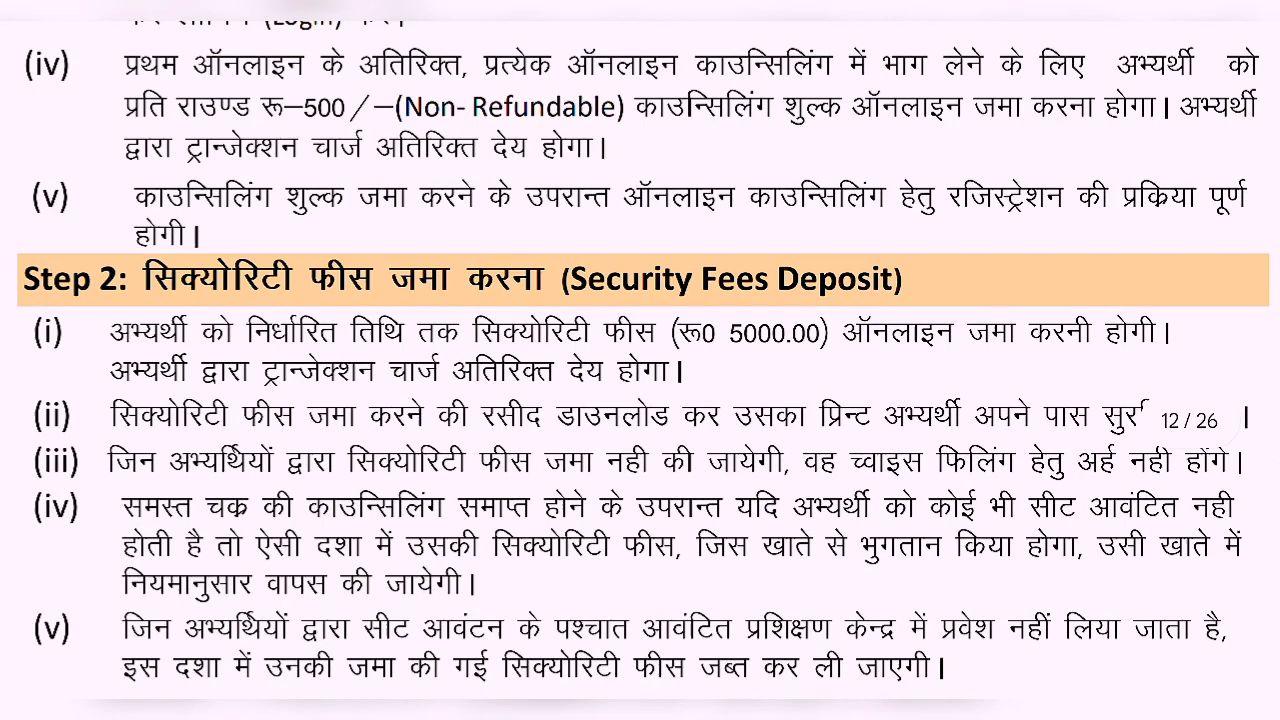 (iv) प्रथम ऑनलाइन के अतिरिक्त, प्रत्येक ऑनलाइन काउन्सिलिंग में भाग लेने के लिए अभ्यर्थी को
प्रति राउण्ड रू–500/–(Non- Refundable) काउन्सिलिंग शुल्क ऑनलाइन जमा करना होगा। अभ्यर्थी
द्वारा ट्रान्जेक्शन चार्ज अतिरिक्त देय होगा।
(v) काउन्सिलिंग शुल्क जमा करने के उपरान्त ऑनलाइन काउन्सिलिंग हेतु रजिस्ट्रेशन की प्रक्रिया पूर्ण
होगी।
Step 2: सिक्योरिटी फीस जमा करना (Security Fees Deposit)
(i) अभ्यर्थी को निर्धारित तिथि तक सिक्योरिटी फीस (रू0 5000.00) ऑनलाइन जमा करनी होगी।
अभ्यर्थी द्वारा ट्रान्जेक्शन चार्ज अतिरिक्त देय होगा।
(ii) सिक्योरिटी फीस जमा करने की रसीद डाउनलोड कर उसका प्रिन्ट अभ्यर्थी अपने पास 12 / 26 ।
(iii) जिन अभ्यर्थियों द्वारा सिक्योरिटी फीस जमा नही की जायेगी, वह च्वाइस फिलिंग हेतु अर्ह नही होंगे।
(iv) समस्त चक्र की काउन्सिलिंग समाप्त होने के उपरान्त यदि अभ्यर्थी को कोई भी सीट आवंटित नही
होती है तो ऐसी दशा में उसकी सिक्योरिटी फीस, जिस खाते से भुगतान किया होगा, उसी खाते में
नियमानुसार वापस की जायेगी।
(v) जिन अभ्यर्थियों द्वारा सीट आवंटन के पश्चात आवंटित प्रशिक्षण केन्द्र में प्रवेश नहीं लिया जाता है,
इस दशा में उनकी जमा की गई सिक्योरिटी फीस जब्त कर ली जाएगी।